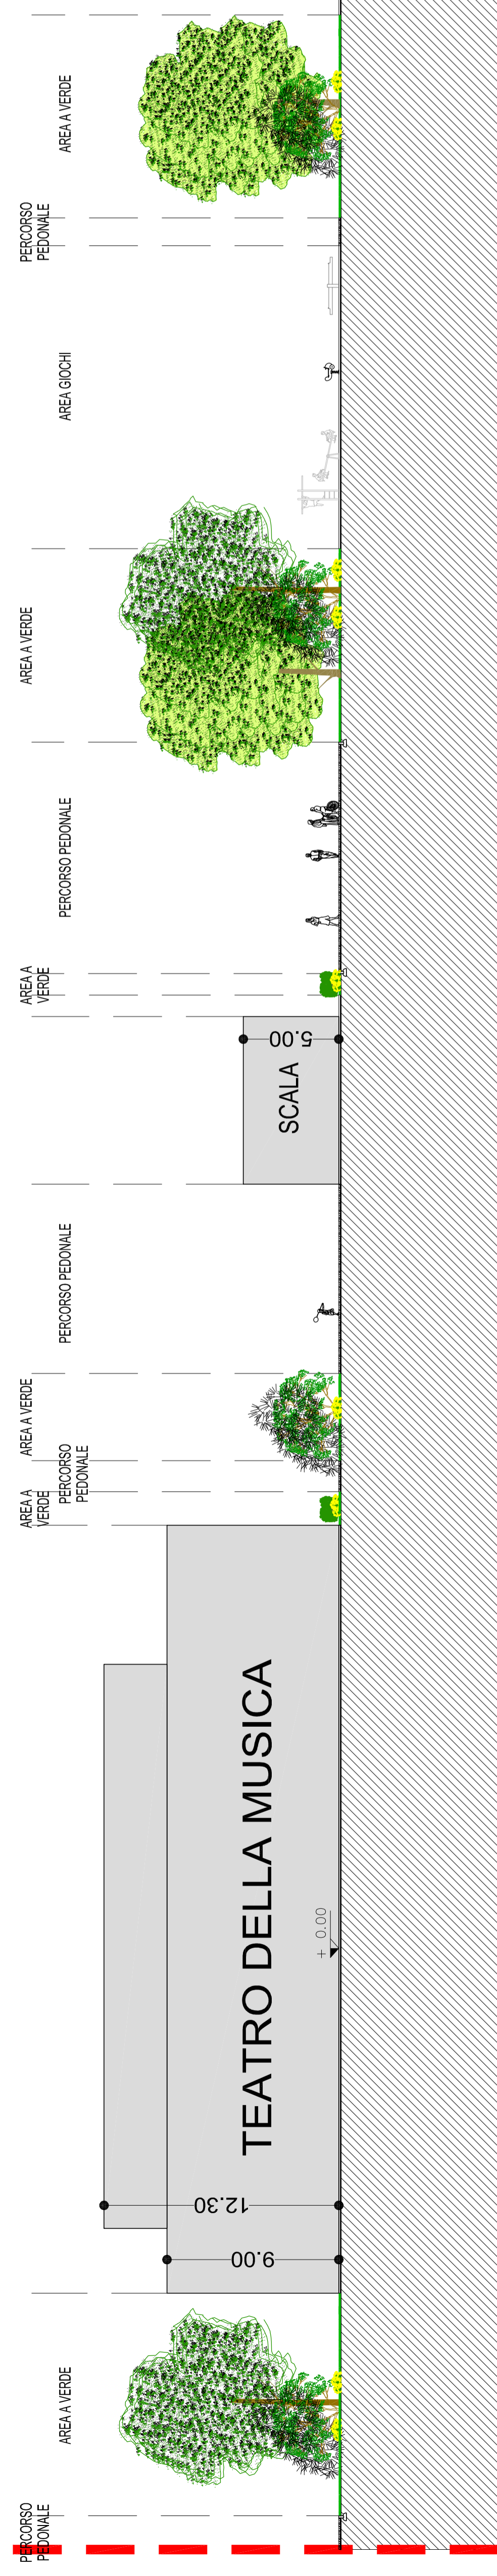 PERCORSO
PEDONALE
AREA A VERDE
9.00
12.30
TEATRO DELLA MUSICA
+ 0.00
AREA A
VERDE
PERCORSO
PEDONALE
AREA A VERDE
PERCORSO PEDONALE
SCALA
5.00
AREA A
VERDE
PERCORSO PEDONALE
AREA A VERDE
AREA GIOCHI
PERCORSO
PEDONALE
AREA A VERDE